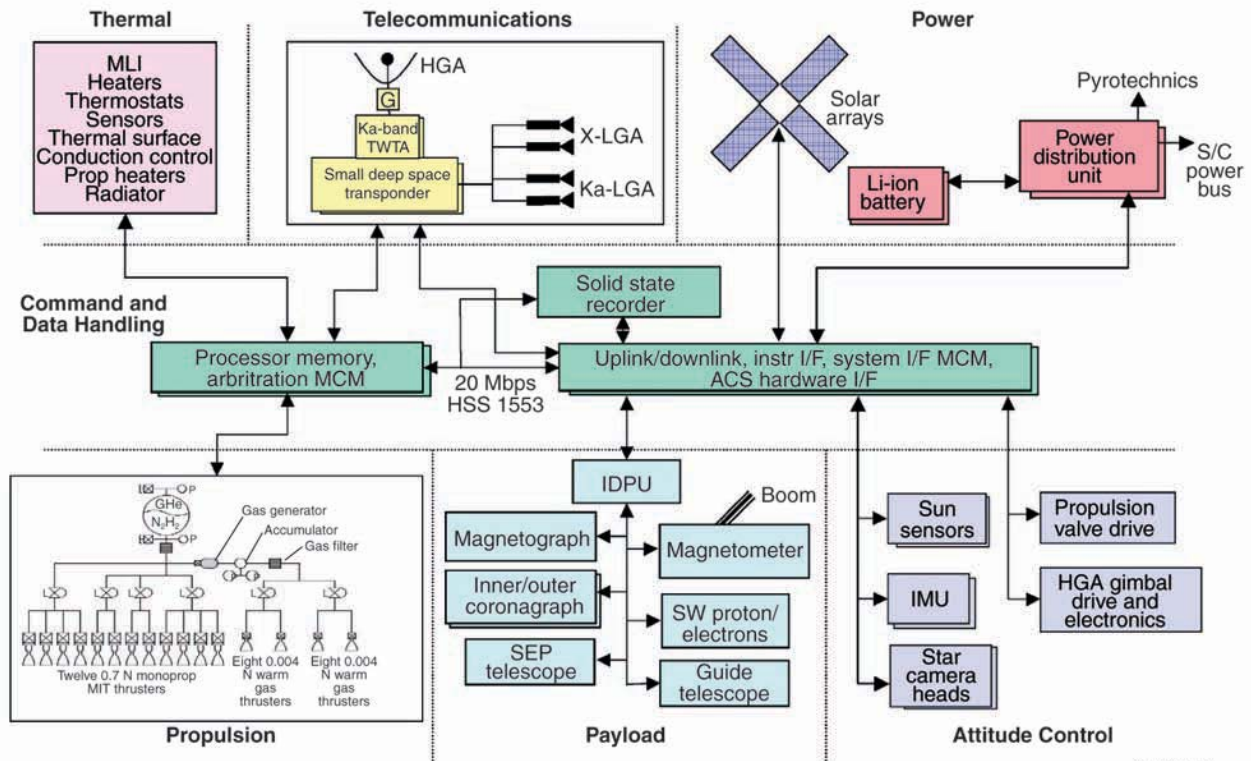 Thermal
MLI
Heaters
Thermostats
Sensors
Thermal surface
Conduction control
Prop heaters
Radiator
Telecommunications
HGA
G
Ka-band
TWTA
Small deep space
transponder
X-LGA
Ka-LGA
Power
Solar
arrays
Pyrotechnics
Power
distribution
unit
S/C
power
bus
Li-ion
battery
Command and
Data Handling
Solid state
recorder
Processor memory,
arbritration MCM
20 Mbps
HSS 1553
Uplink/downlink, instr I/F, system I/F MCM,
ACS hardware I/F
P
GHe
N2H2
P
Gas generator
Accumulator
Gas filter
L
L
L
L
L
Twelve 0.7 N monoprop
MIT thrusters
Eight 0.004
N warm
gas
thrusters
Eight 0.004
N warm
gas
thrusters
Propulsion
IDPU
Boom
Magnetograph
Magnetometer
Inner/outer
coronagraph
SW proton/
electrons
SEP
telescope
Guide
telescope
Payload
Sun
sensors
Propulsion
valve drive
IMU
HGA gimbal
drive and
electronics
Star
camera
heads
Attitude Control